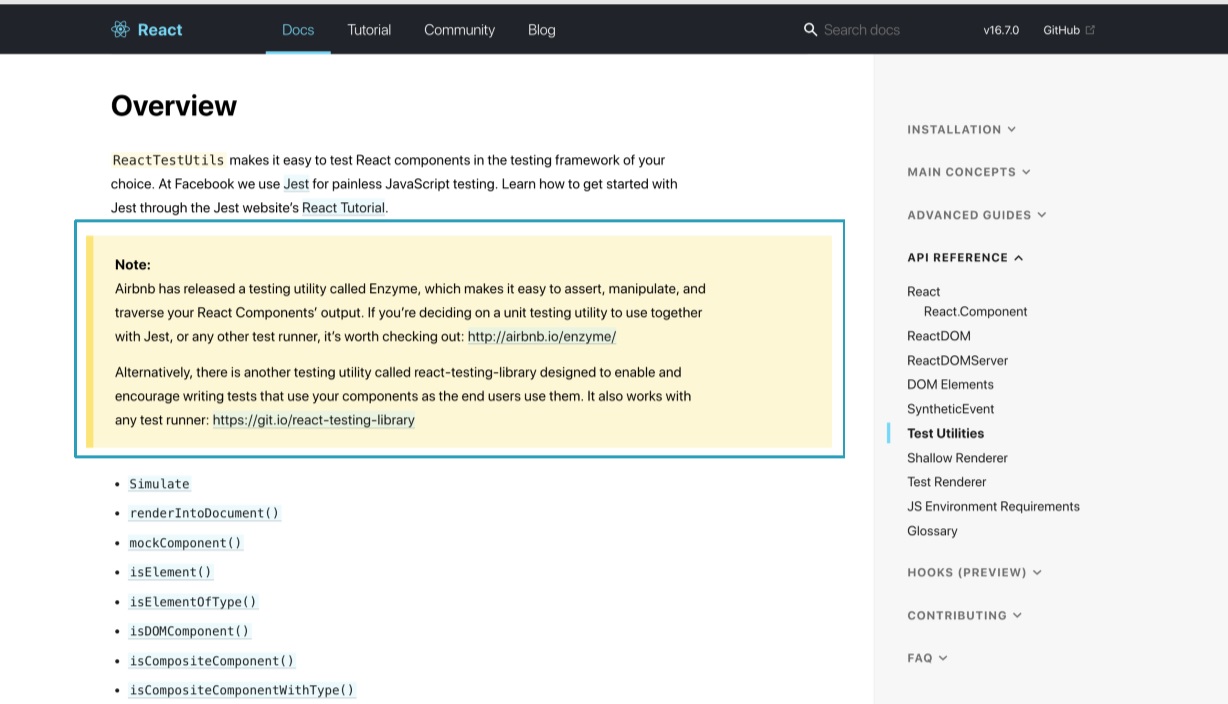 React
Docs
Tutorial
Community
Blog
Search docs
v16.7.0
GitHub
Overview
ReactTestUtils makes it easy to test React components in the testing framework of your
choice. At Facebook we use Jest for painless JavaScript testing. Learn how to get started with
Jest through the Jest website’s React Tutorial.
Note:
Airbnb has released a testing utility called Enzyme, which makes it easy to assert, manipulate, and
traverse your React Components’ output. If you’re deciding on a unit testing utility to use together
with Jest, or any other test runner, it’s worth checking out: http://airbnb.io/enzyme/
Alternatively, there is another testing utility called react-testing-library designed to enable and
encourage writing tests that use your components as the end users use them. It also works with
any test runner: https://git.io/react-testing-library
Simulate
renderIntoDocument()
mockComponent()
isElement()
isElementOfType()
isDOMComponent()
isCompositeComponent()
isCompositeComponentWithType()
INSTALLATION
MAIN CONCEPTS
ADVANCED GUIDES
API REFERENCE
React
React.Component
ReactDOM
ReactDOMServer
DOM Elements
SyntheticEvent
Test Utilities
Shallow Renderer
Test Renderer
JS Environment Requirements
Glossary
HOOKS (PREVIEW)
CONTRIBUTING
FAQ